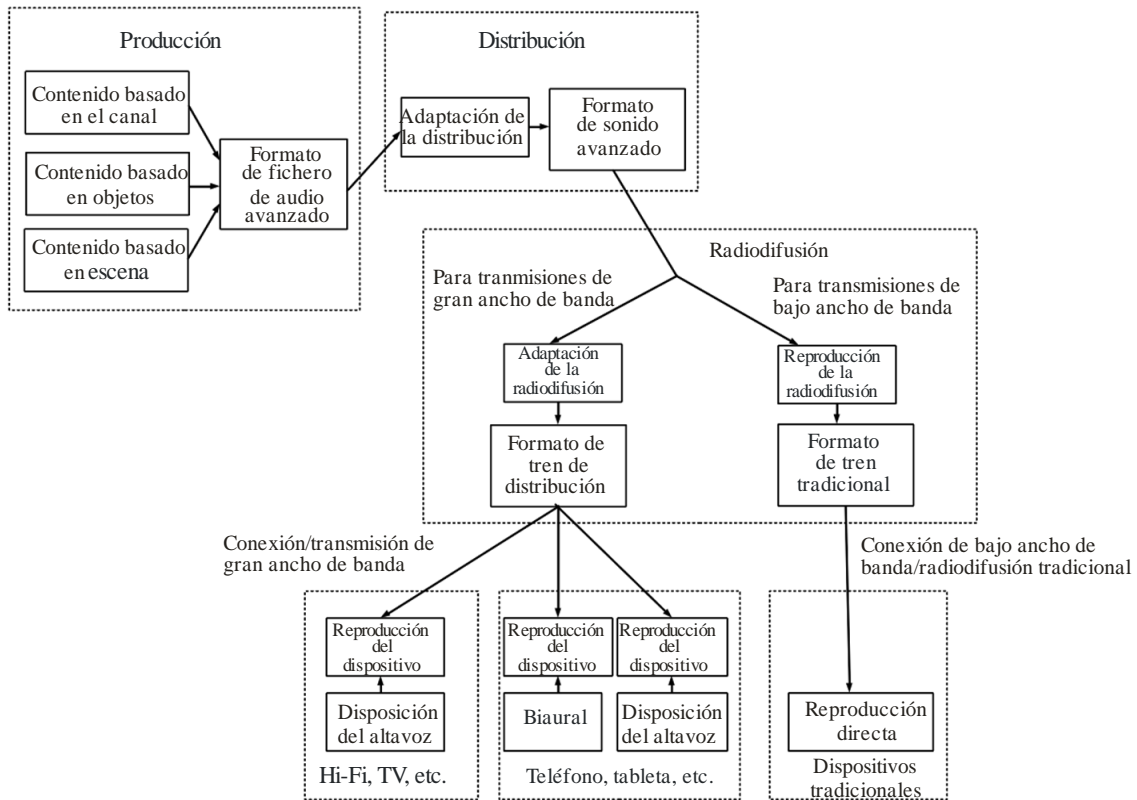 Producción
Contenido basado
en el canal
Contenido basado
en objetos
Contenido basado
en escena
Formato
de fichero
de audio
avanzado
Distribución
Adaptación de
la distribución
Formato
de sonido
avanzado
Radiodifusión
Para tranmisiones de
gran ancho de banda
Para transmisiones de
bajo ancho de banda
Adaptación
de la
radiodifusión
Reproducción
de la
radiodifusión
Formato de
tren de
distribución
Formato
de tren
tradicional
Conexión/transmisión de
gran ancho de banda
Conexión de bajo ancho de
banda/radiodifusión tradicional
Reproducción
del
dispositivo
Disposición
del altavoz
Hi-Fi, TV, etc.
Reproducción
del
dispositivo
Biaural
Reproducción
del
dispositivo
Disposición
del altavoz
Teléfono, tableta, etc.
Reproducción
directa
Dispositivos
tradicionales